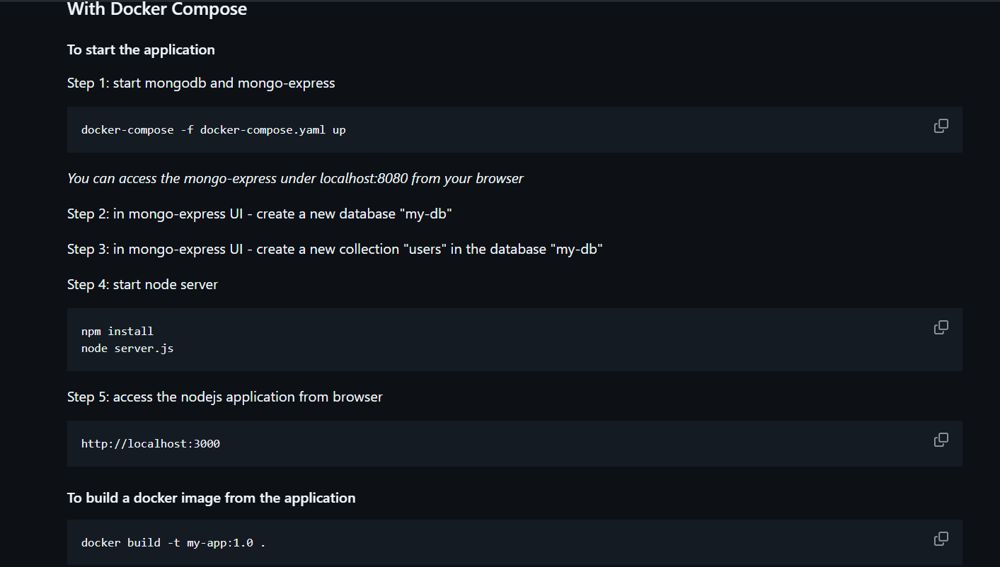 With Docker Compose
To start the application
Step 1: start mongodb and mongo-express
docker-compose -f docker-compose.yaml up
You can access the mongo-express under localhost:8080 from your browser
Step 2: in mongo-express UI - create a new database "my-db"
Step 3: in mongo-express UI - create a new collection "users" in the database "my-db"
Step 4: start node server
npm install
node server.js
Step 5: access the nodejs application from browser
http://localhost:3000
To build a docker image from the application
docker build -t my-app:1.0 .